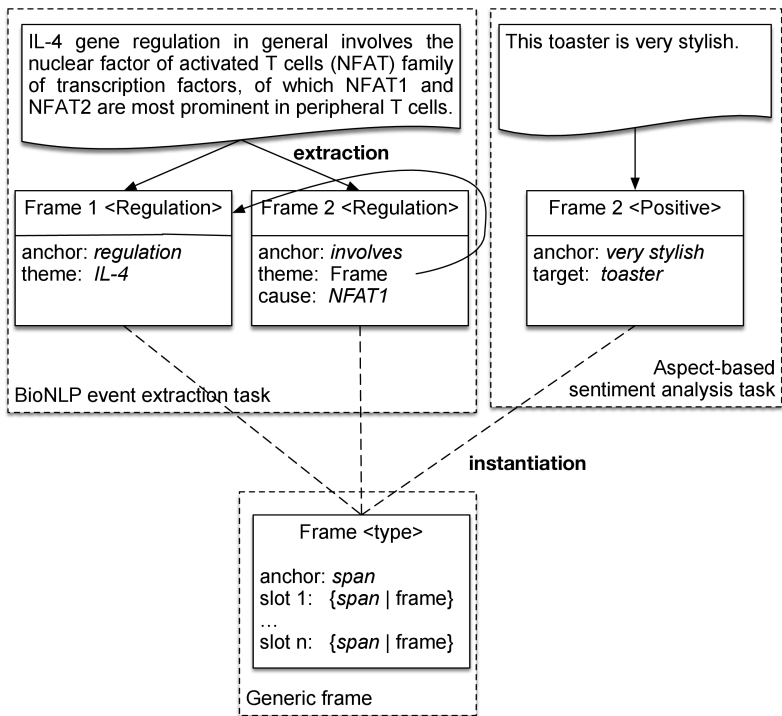 IL-4 gene regulation in general involves the
nuclear factor of activated T cells (NFAT) family
of transcription factors, of which NFAT1 and
NFAT2 are most prominent in peripheral T cells.
This toaster is very stylish.
extraction
Frame 1 <Regulation>
anchor: regulation
theme: IL-4
Frame 2 <Regulation>
anchor: involves
theme: Frame
cause: NFAT1
Frame 2 <Positive>
anchor: very stylish
target: toaster
BioNLP event extraction task
Aspect-based
sentiment analysis task
instantiation
Frame <type>
anchor: span
slot 1: {span | frame}
...
slot n: {span | frame}
Generic frame